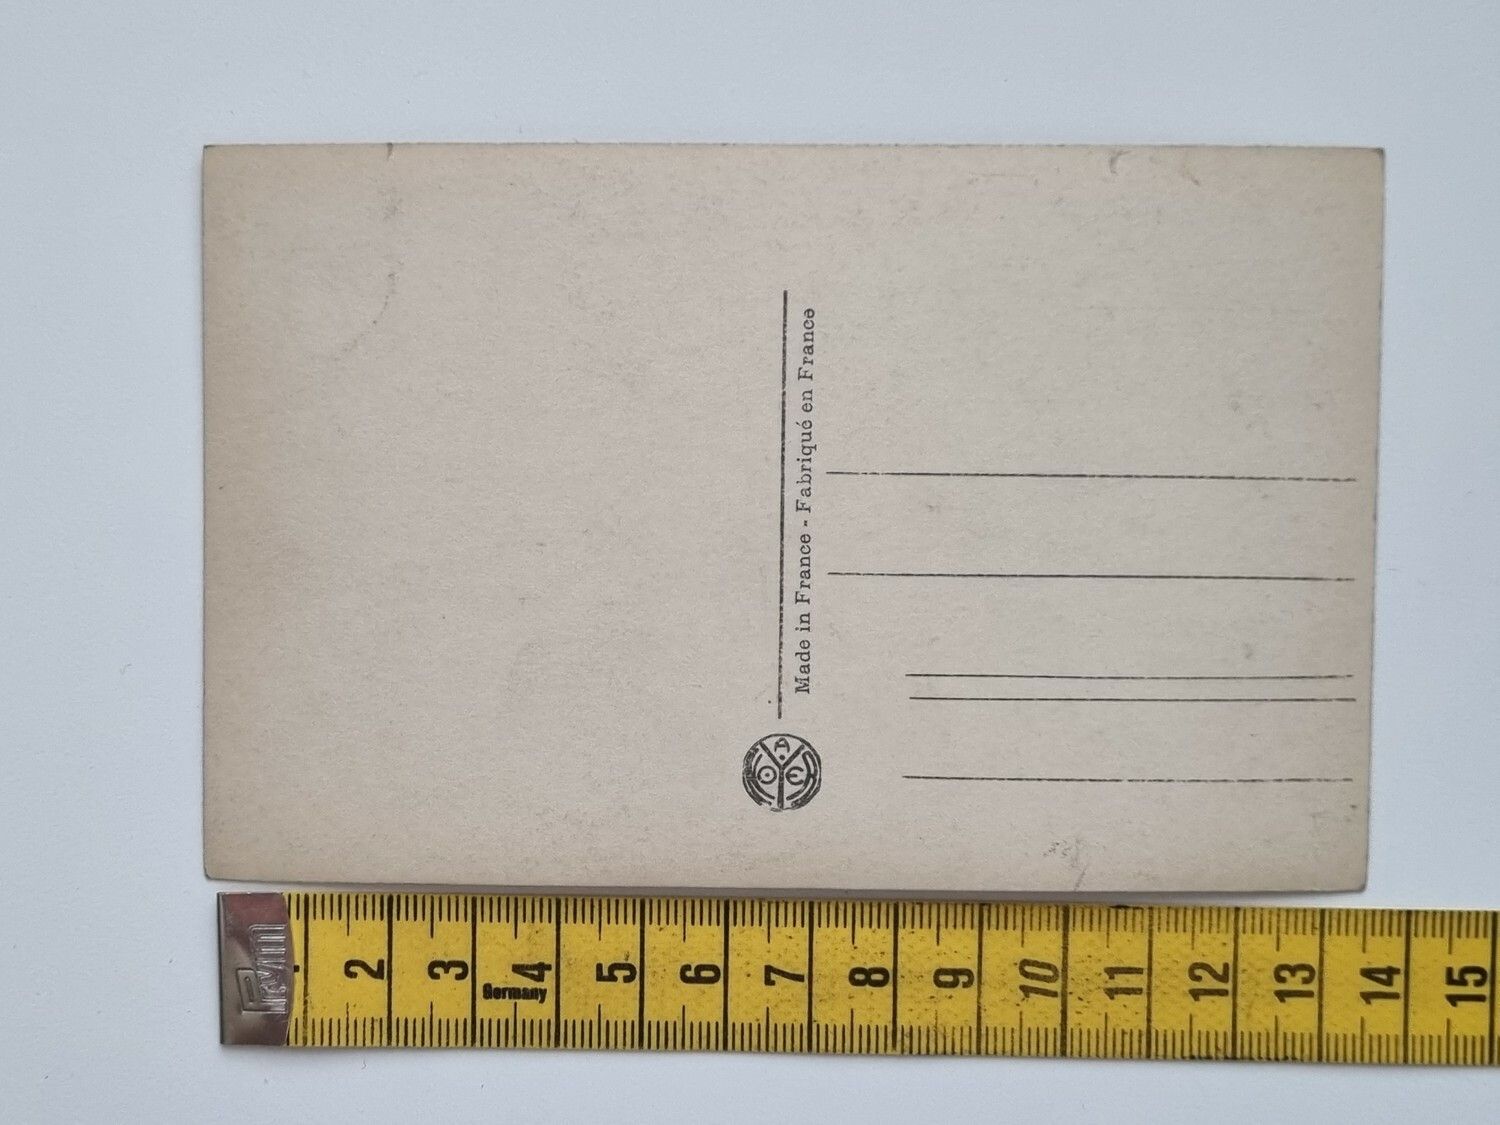 Made in France - Fabriqué en France
Germany
2 3 4 5 6 7 8 9 10 11 12 13 14 15